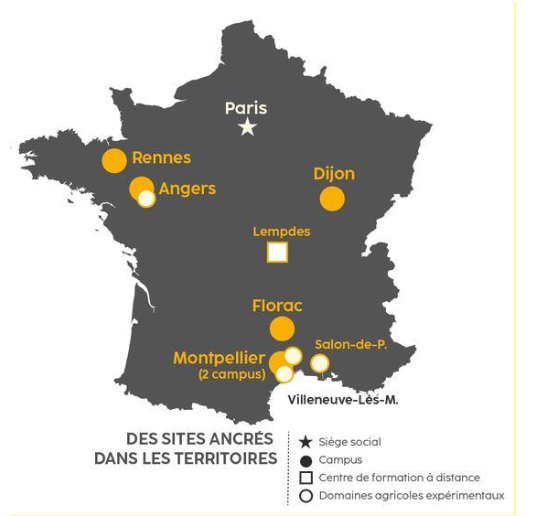 Paris
Rennes
Angers
Dijon
Lempdes
Florac
Salon-de-P.
Montpellier
(2 campus)
Villeneuve-Lès-M.
DES SITES ANCRÉS
DANS LES TERRITOIRES
Siège social
Campus
Centre de formation à distance
Domaines agricoles expérimentaux